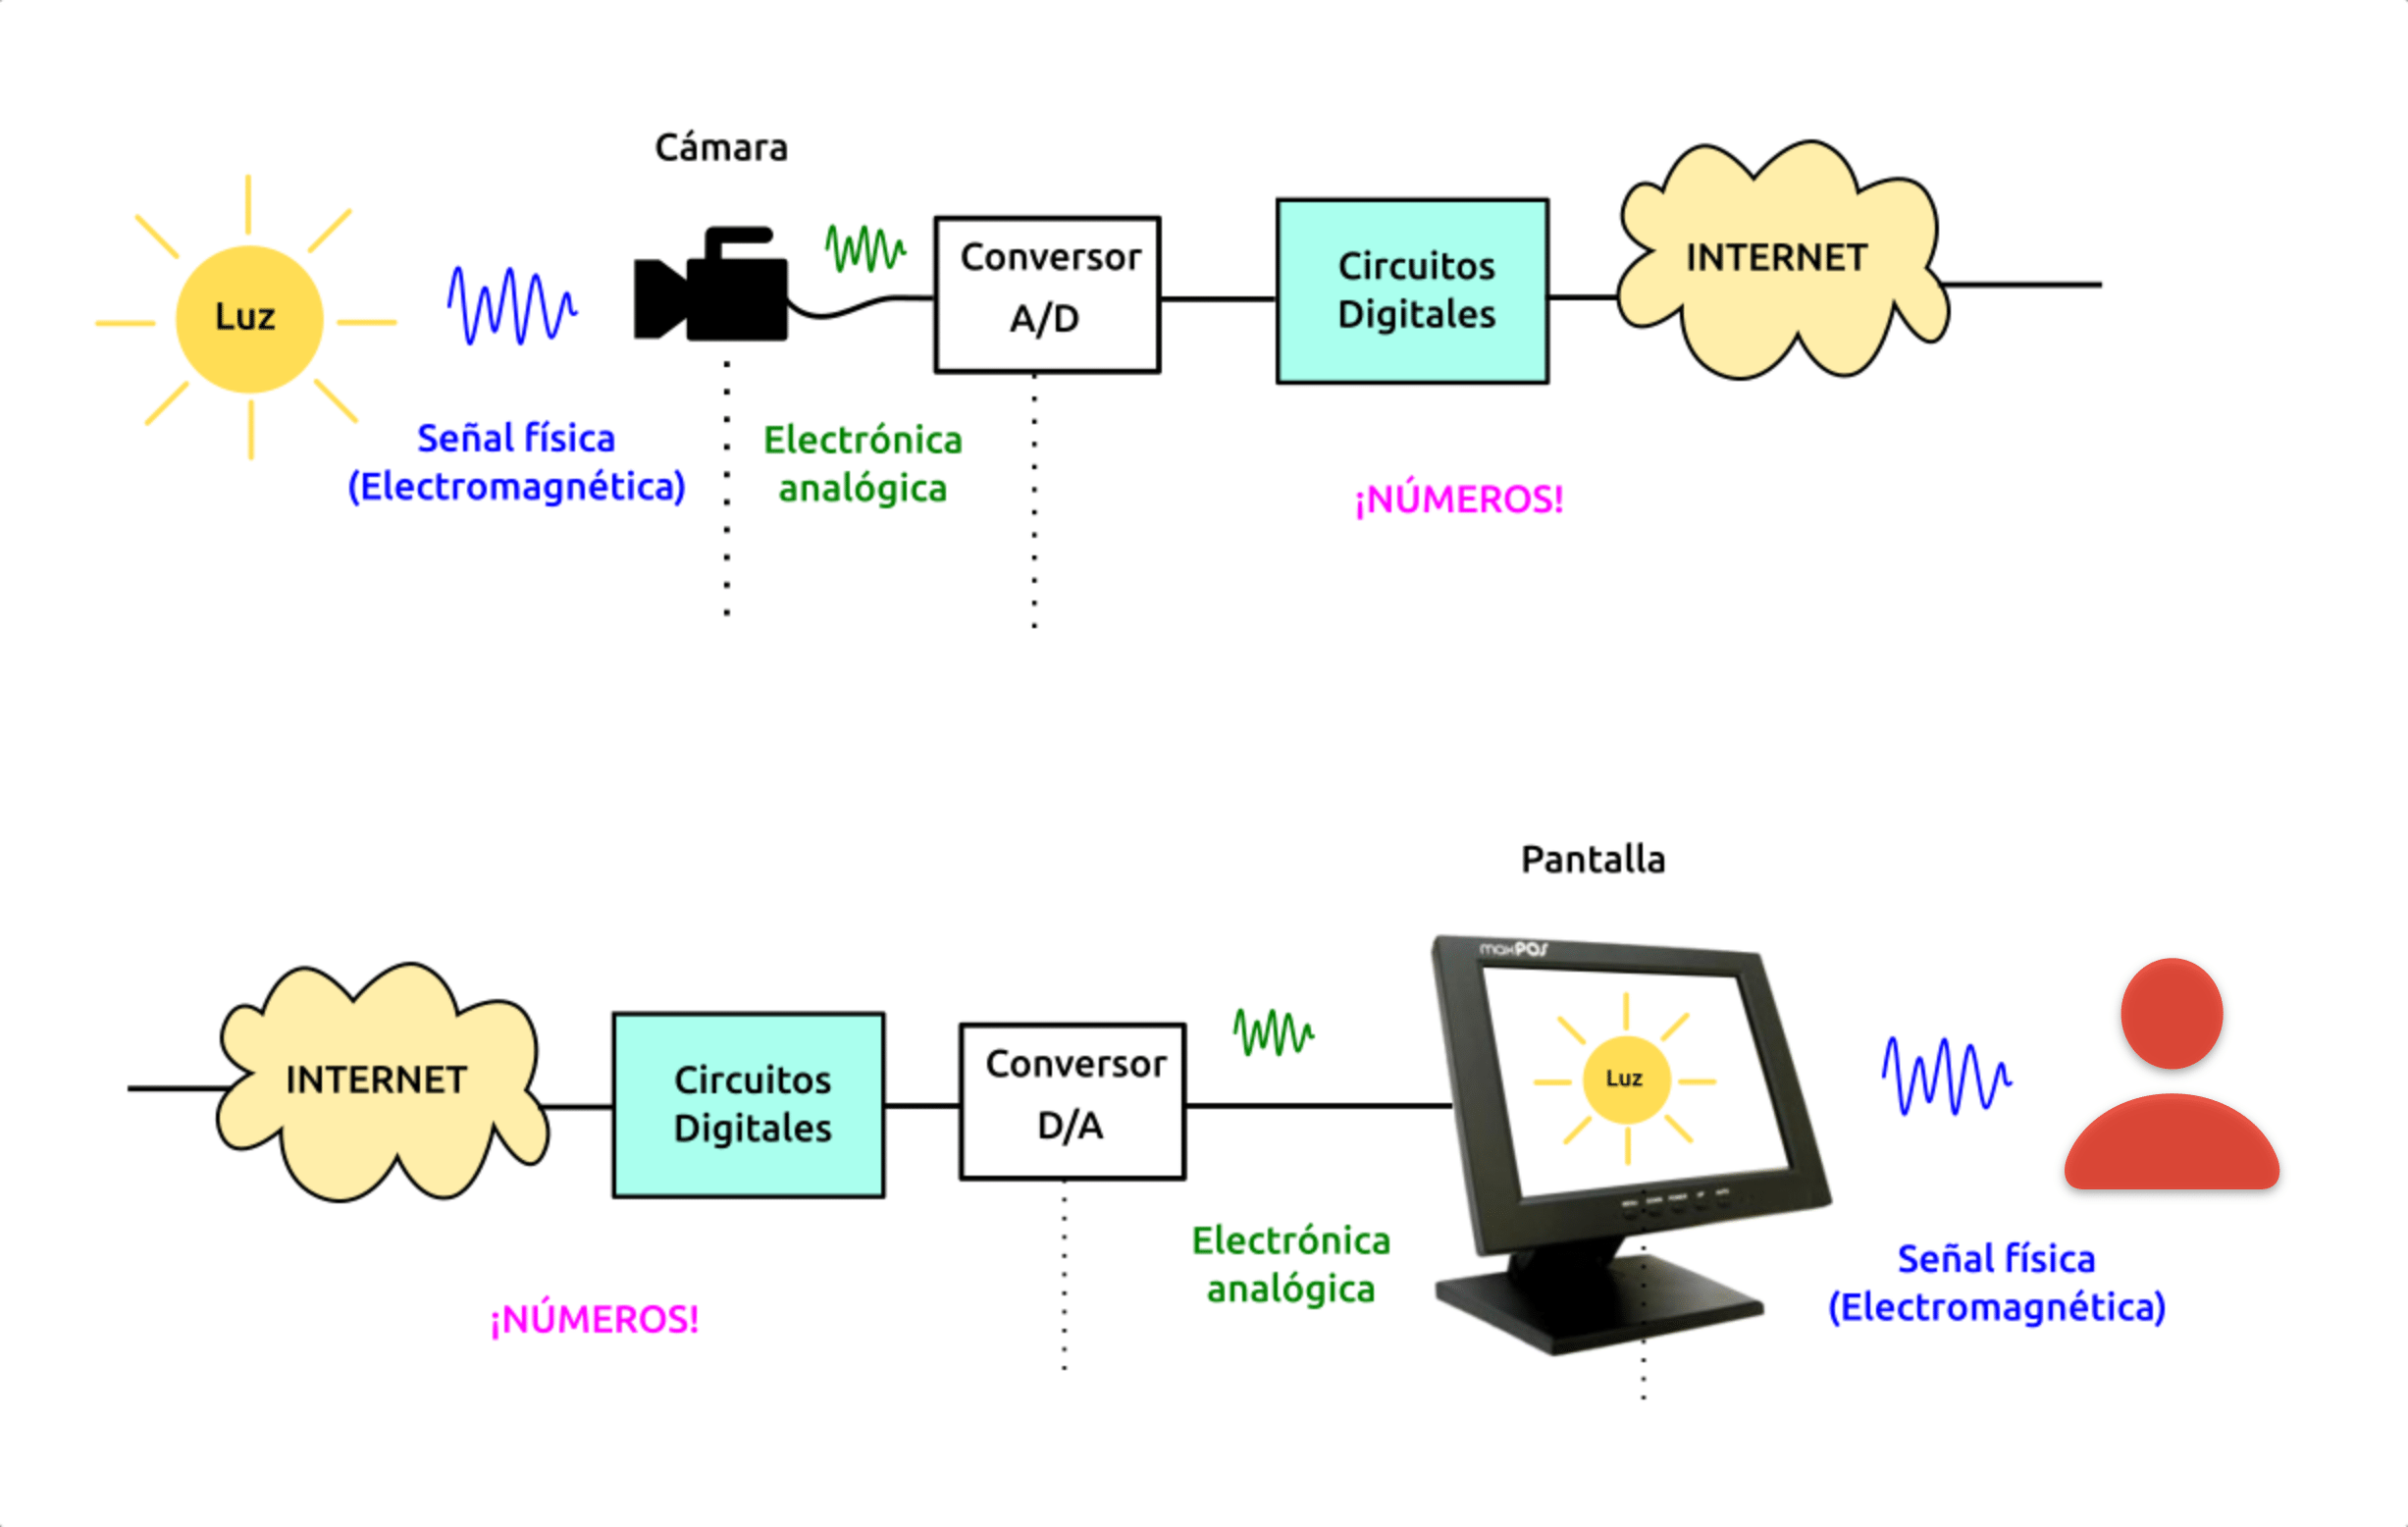 Cámara
Luz
Conversor
A/D
Circuitos
Digitales
INTERNET
Señal física
(Electromagnética)
Electrónica
analógica
¡NÚMEROS!
Pantalla
maxPOS
INTERNET
Circuitos
Digitales
Conversor
D/A
Luz
Electrónica
analógica
Señal física
(Electromagnética)
¡NÚMEROS!